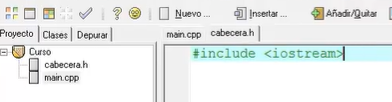 Nuevo ... Insertar ... Añadir/Quitar
Proyecto Clases Depurar main.cpp cabecera.h
Curso
cabecera.h
main.cpp
#include <iostream>